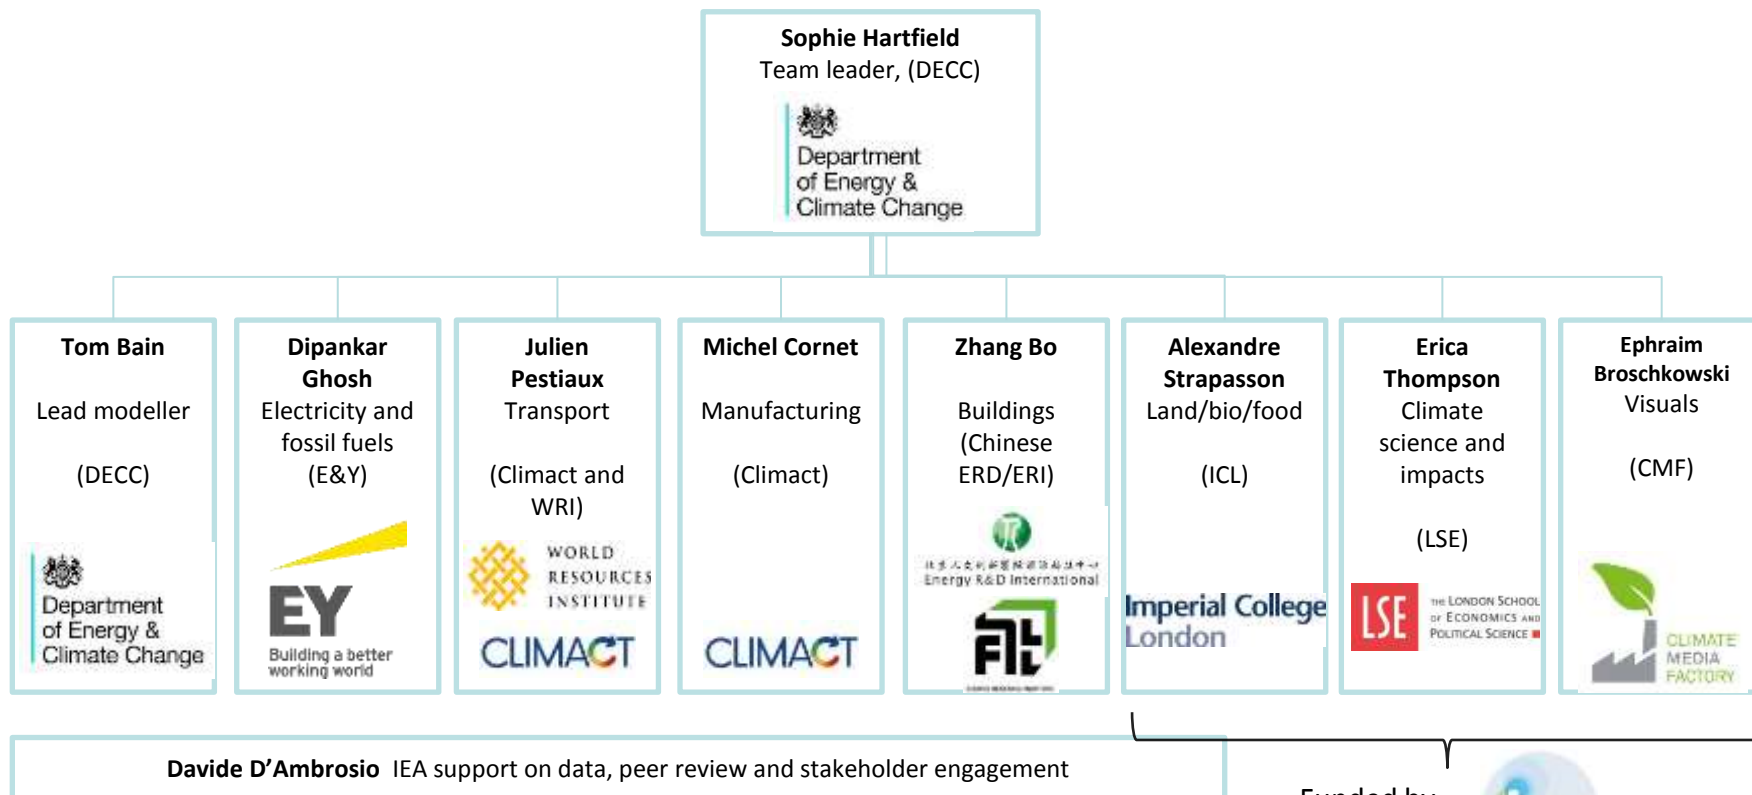 Sophie Hartfield
Team leader, (DECC)
Department
of Energy &
Climate Change
Tom Bain
Lead modeller
(DECC)
Department
of Energy &
Climate Change
Dipankar
Ghosh
Electricity and
fossil fuels
(E&Y)
EY
Building a better
working world
Julien
Pestiaux
Transport
(Climact and
WRI)
WORLD
RESOURCES
INSTITUTE
CLIMACT
Michel Cornet
Manufacturing
(Climact)
CLIMACT
Zhang Bo
Buildings
(Chinese
ERD/ERI)
Energy R&D International
Alexandre
Strapasson
Land/bio/food
(ICL)
Imperial College
London
Erica
Thompson
Climate
science and
impacts
(LSE)
LSE
THE LONDON SCHOOL
OF ECONOMICS AND
POLITICAL SCIENCE
Ephraim
Broschkowski
Visuals
(CMF)
CLIMATE
MEDIA
FACTORY
Davide D’Ambrosio IEA support on data, peer review and stakeholder engagement
Funded by